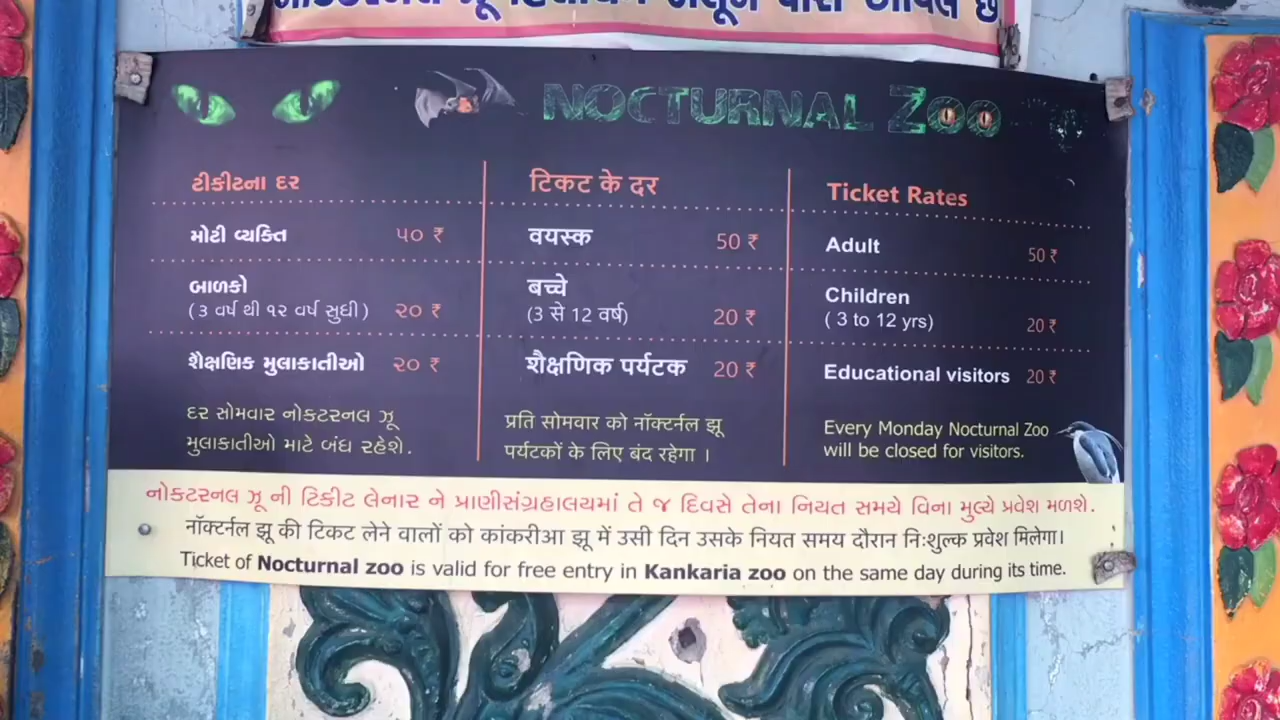 NOCTURNAL ZOO
ટીકીટના દર
મોટી વ્યક્તિ ૫૦ ₹
બાળકો
(૩ વર્ષ થી ૧૨ વર્ષ સુધી) ૨૦ ₹
શૈક્ષણિક મુલાકાતીઓ ૨૦ ₹
દર સોમવાર નોકટરનલ ઝૂ
મુલાકાતીઓ માટે બંધ રહેશે.
टिकट के दर
वयस्क 50 ₹
बच्चे
(3 से 12 वर्ष) 20 ₹
शैक्षणिक पर्यटक 20 ₹
प्रति सोमवार को नॉक्टर्नल झू
पर्यटकों के लिए बंद रहेगा ।
Ticket Rates
Adult 50 ₹
Children
( 3 to 12 yrs) 20 ₹
Educational visitors 20 ₹
Every Monday Nocturnal Zoo
will be closed for visitors.
નોકટરનલ ઝૂ ની ટિકીટ લેનાર ને પ્રાણીસંગ્રહાલયમાં તે જ દિવસે તેના નિયત સમયે વિના મુલ્યે પ્રવેશ મળશે.
नॉक्टर्नल झू की टिकट लेने वालों को कांकरीआ झू में उसी दिन उसके नियत समय दौरान निःशुल्क प्रवेश मिलेगा।
Ticket of Nocturnal zoo is valid for free entry in Kankaria zoo on the same day during its time.